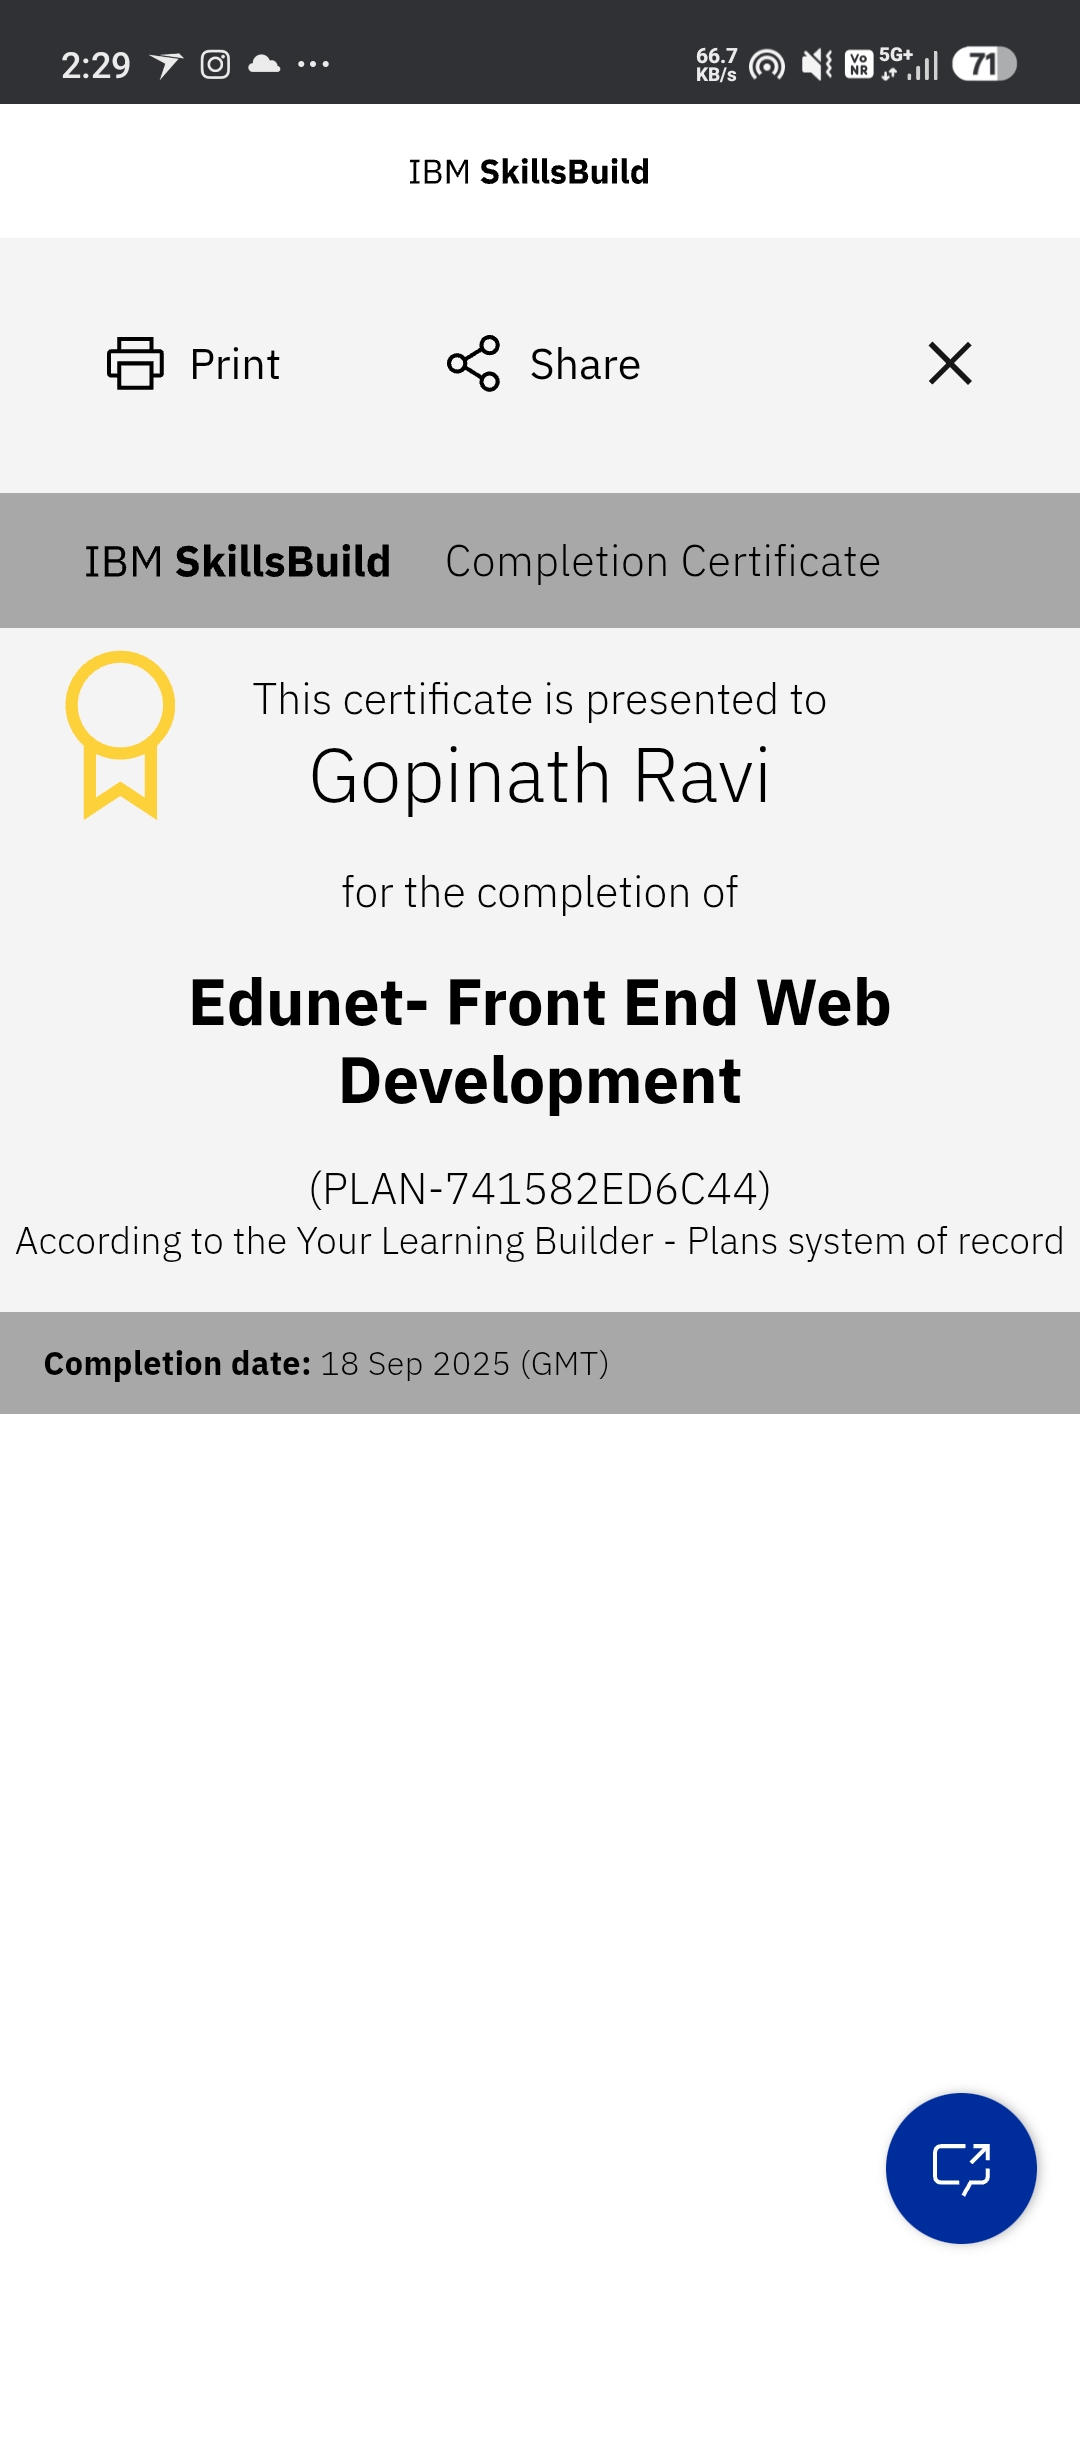 2:29
66.7
KB/s
Vo
NR
5G+
71
IBM SkillsBuild
Print
Share
IBM SkillsBuild Completion Certificate
This certificate is presented to
Gopinath Ravi
for the completion of
Edunet- Front End Web
Development
(PLAN-741582ED6C44)
According to the Your Learning Builder - Plans system of record
Completion date: 18 Sep 2025 (GMT)